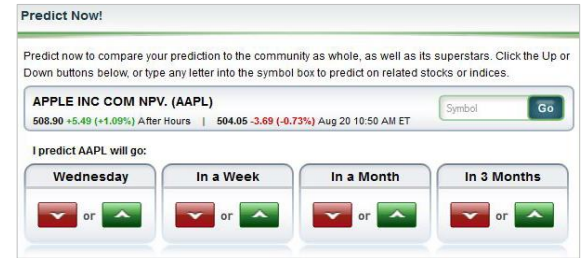 Predict Now!
Predict now to compare your prediction to the community as whole, as well as its superstars. Click the Up or
Down buttons below, or type any letter into the symbol box to predict on related stocks or indices.
APPLE INC COM NPV. (AAPL)
Symbol
Go
508.90 +5.49 (+1.09%) After Hours | 504.05 -3.69 (-0.73%) Aug 20 10:50 AM ET
I predict AAPL will go:
Wednesday
In a Week
In a Month
In 3 Months
or
or
or
or